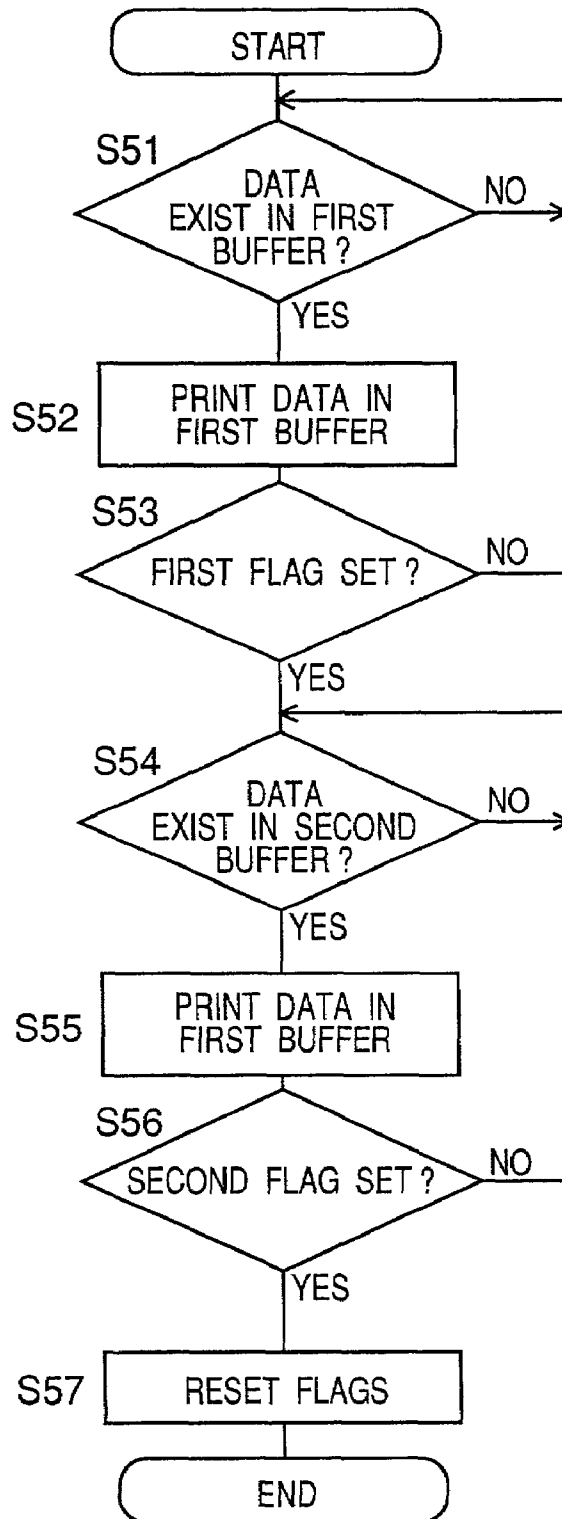 START
S51
DATA
EXIST IN FIRST
BUFFER ?
NO
YES
S52
PRINT DATA IN
FIRST BUFFER
S53
FIRST FLAG SET ?
NO
YES
S54
DATA
EXIST IN SECOND
BUFFER ?
NO
YES
S55
PRINT DATA IN
FIRST BUFFER
S56
SECOND FLAG SET ?
NO
YES
S57
RESET FLAGS
END